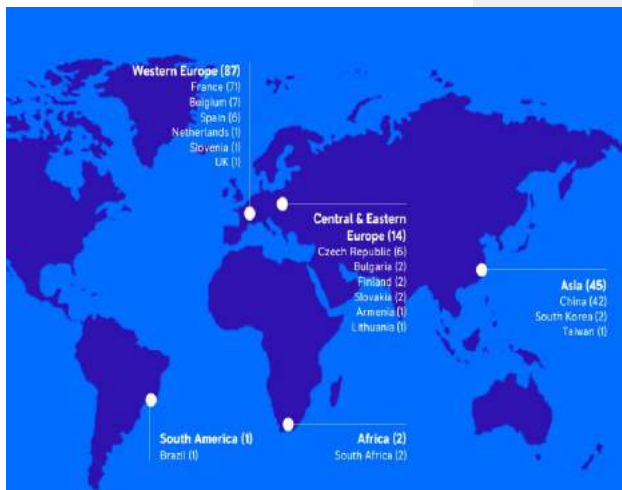 Western Europe (87)
France (71)
Belgium (7)
Spain (6)
Netherlands (1)
Slovenia (1)
UK (1)
Central & Eastern
Europe (14)
Czech Republic (6)
Bulgaria (2)
Finland (2)
Slovakia (2)
Armenia (1)
Lithuania (1)
Asia (45)
China (42)
South Korea (2)
Taiwan (1)
South America (1)
Brazil (1)
Africa (2)
South Africa (2)